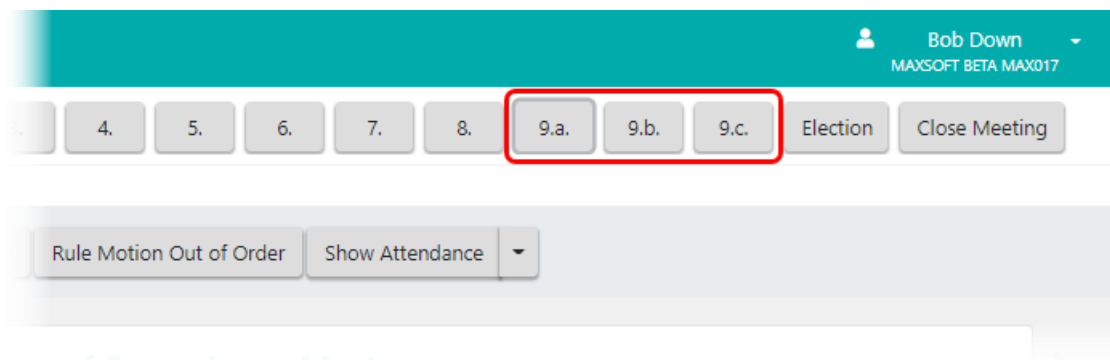 Bob Down
MAXSOFT BETA MAX017
4. 5. 6. 7. 8. 9.a. 9.b. 9.c. Election Close Meeting
Rule Motion Out of Order Show Attendance